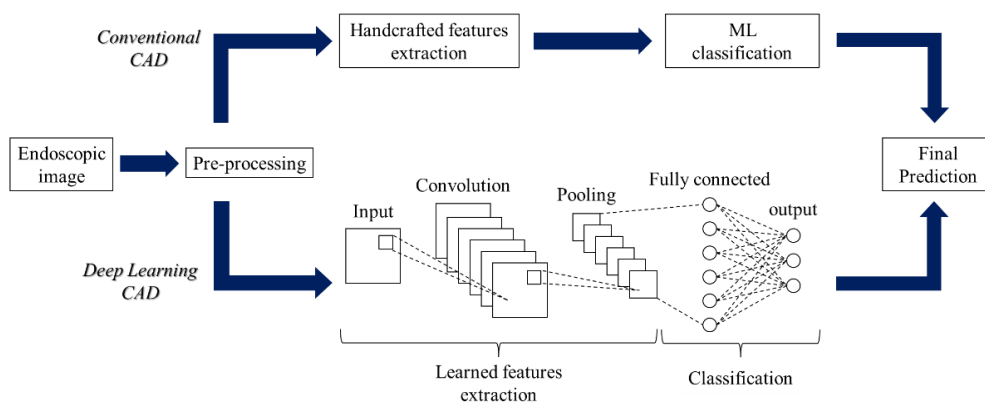 Conventional
CAD
Handcrafted features
extraction
ML
classification
Endoscopic
image
Pre-processing
Final
Prediction
Deep Learning
CAD
Input
Convolution
Pooling
Fully connected
output
Learned features
extraction
Classification